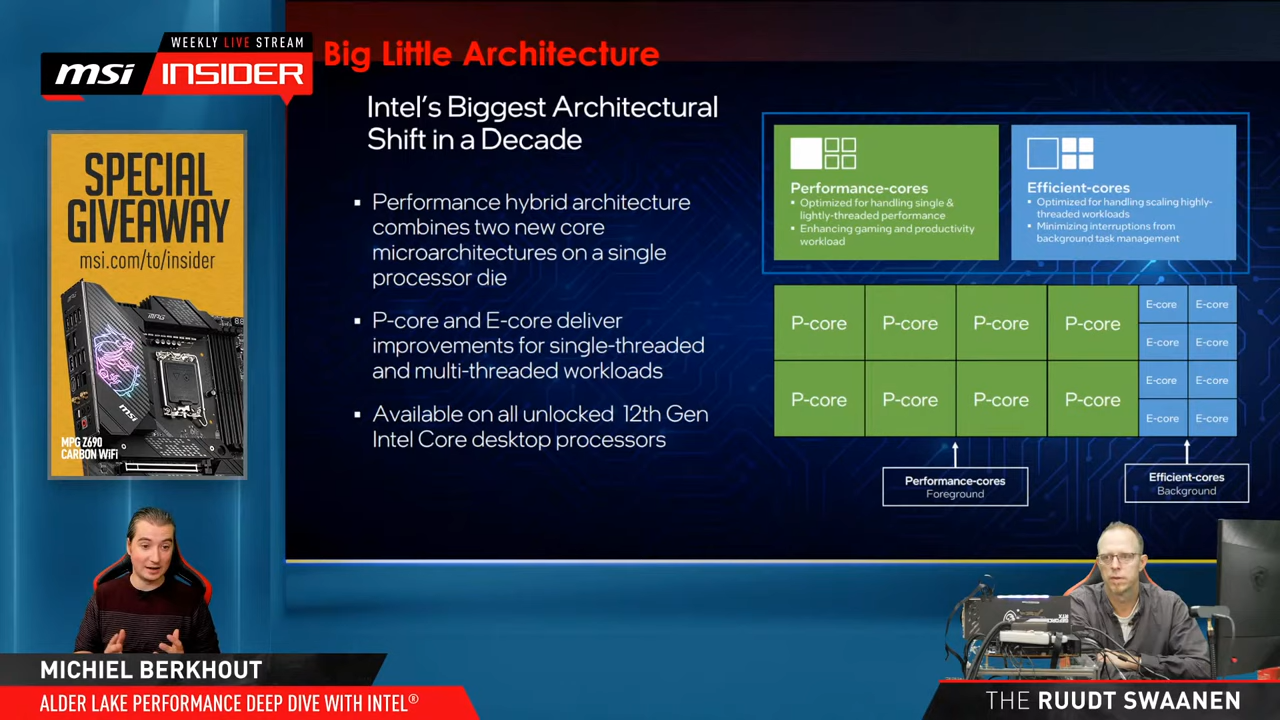 WEEKLY LIVE STREAM
msi INSIDER
Big Little Architecture
SPECIAL
GIVEAWAY
msi.com/to/insider
MPG
msi
MPG Z690
CARBON WiFi
Intel's Biggest Architectural
Shift in a Decade
▪ Performance hybrid architecture
combines two new core
microarchitectures on a single
processor die
▪ P-core and E-core deliver
improvements for single-threaded
and multi-threaded workloads
▪ Available on all unlocked 12th Gen
Intel Core desktop processors
Performance-cores
▪ Optimized for handling single &
lightly-threaded performance
▪ Enhancing gaming and productivity
workload
Efficient-cores
▪ Optimized for handling scaling highly-
threaded workloads
▪ Minimizing interruptions from
background task management
P-core P-core P-core P-core
P-core P-core P-core P-core
E-core E-core
E-core E-core
E-core E-core
E-core E-core
Performance-cores
Foreground
Efficient-cores
Background
GEFORCE RTX
MICHIEL BERKHOUT
ALDER LAKE PERFORMANCE DEEP DIVE WITH INTEL®
THE RUUDT SWAANEN